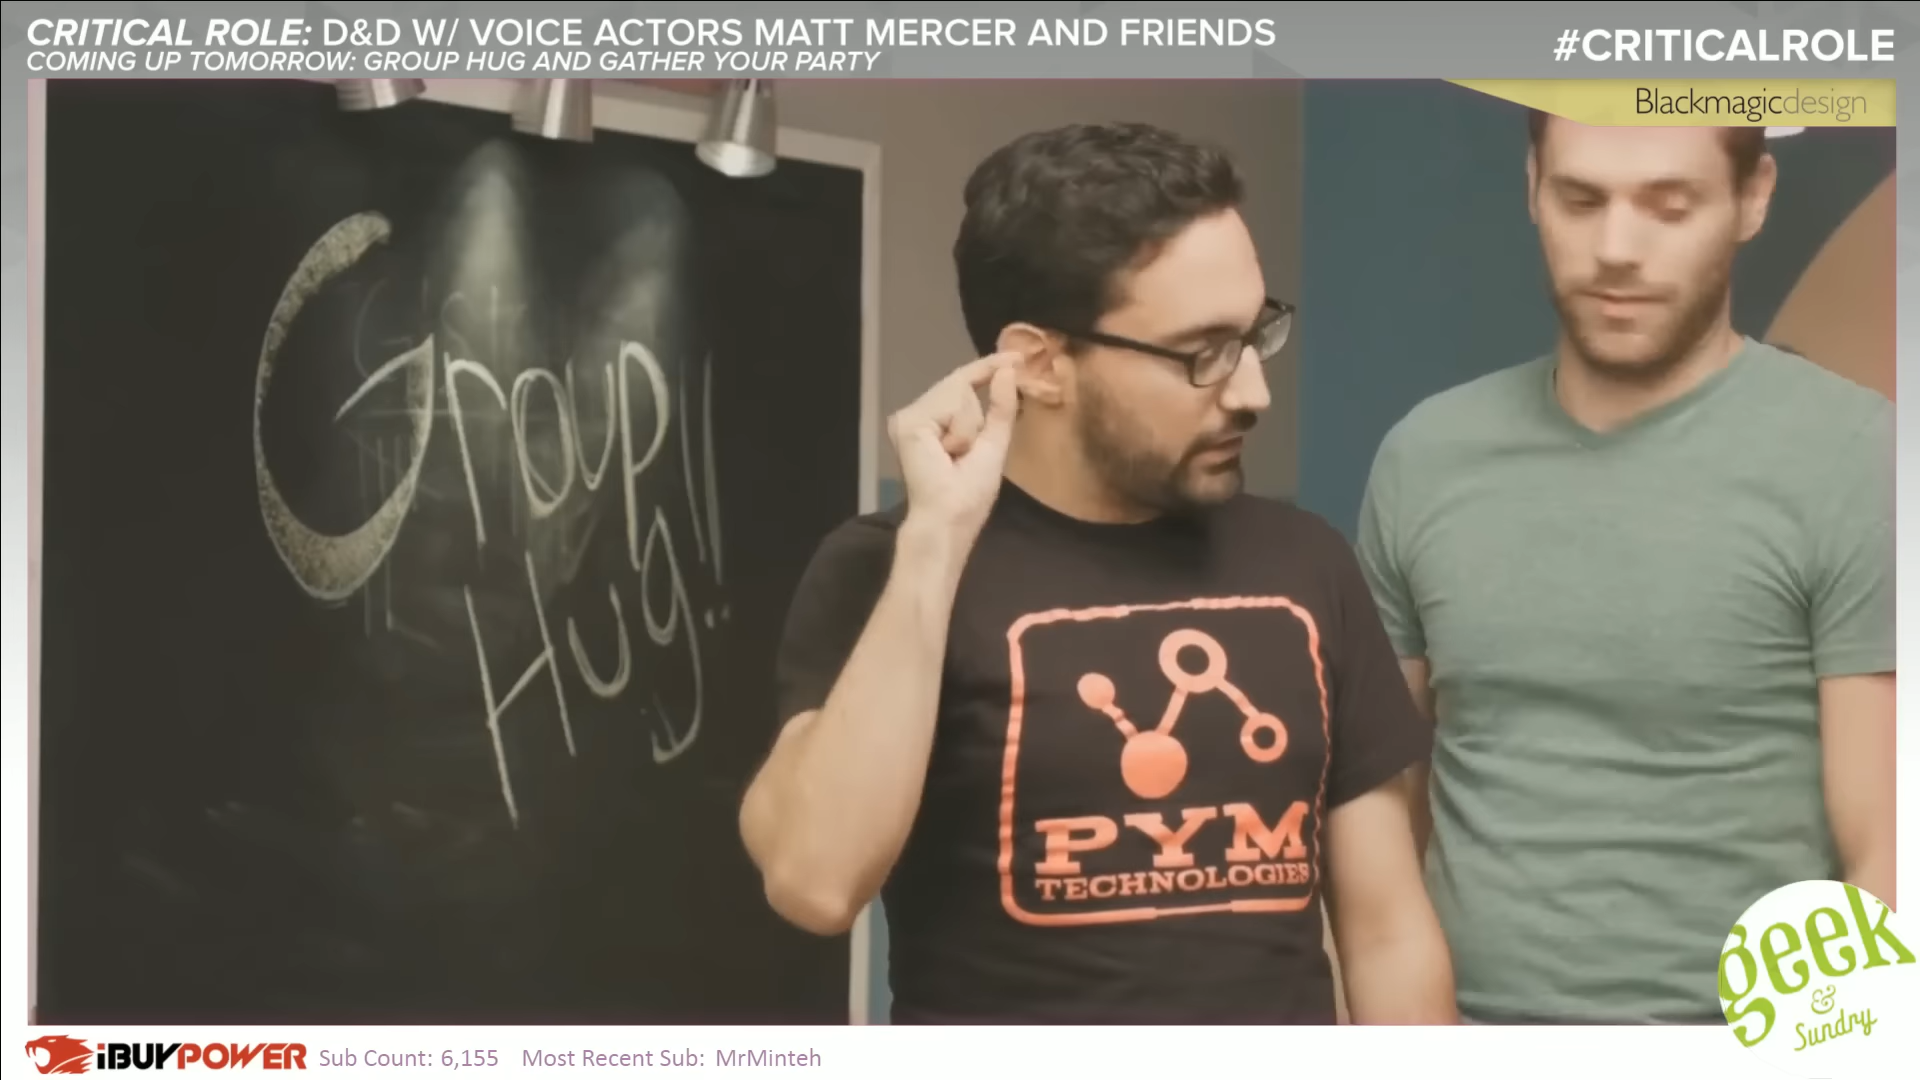 CRITICAL ROLE: D&D W/ VOICE ACTORS MATT MERCER AND FRIENDS
COMING UP TOMORROW: GROUP HUG AND GATHER YOUR PARTY
#CRITICALROLE
Blackmagicdesign
Group!!
Hug..
PYM
TECHNOLOGIES
geek
&
Sundry
iBUYPOWER Sub Count: 6,155 Most Recent Sub: MrMinteh